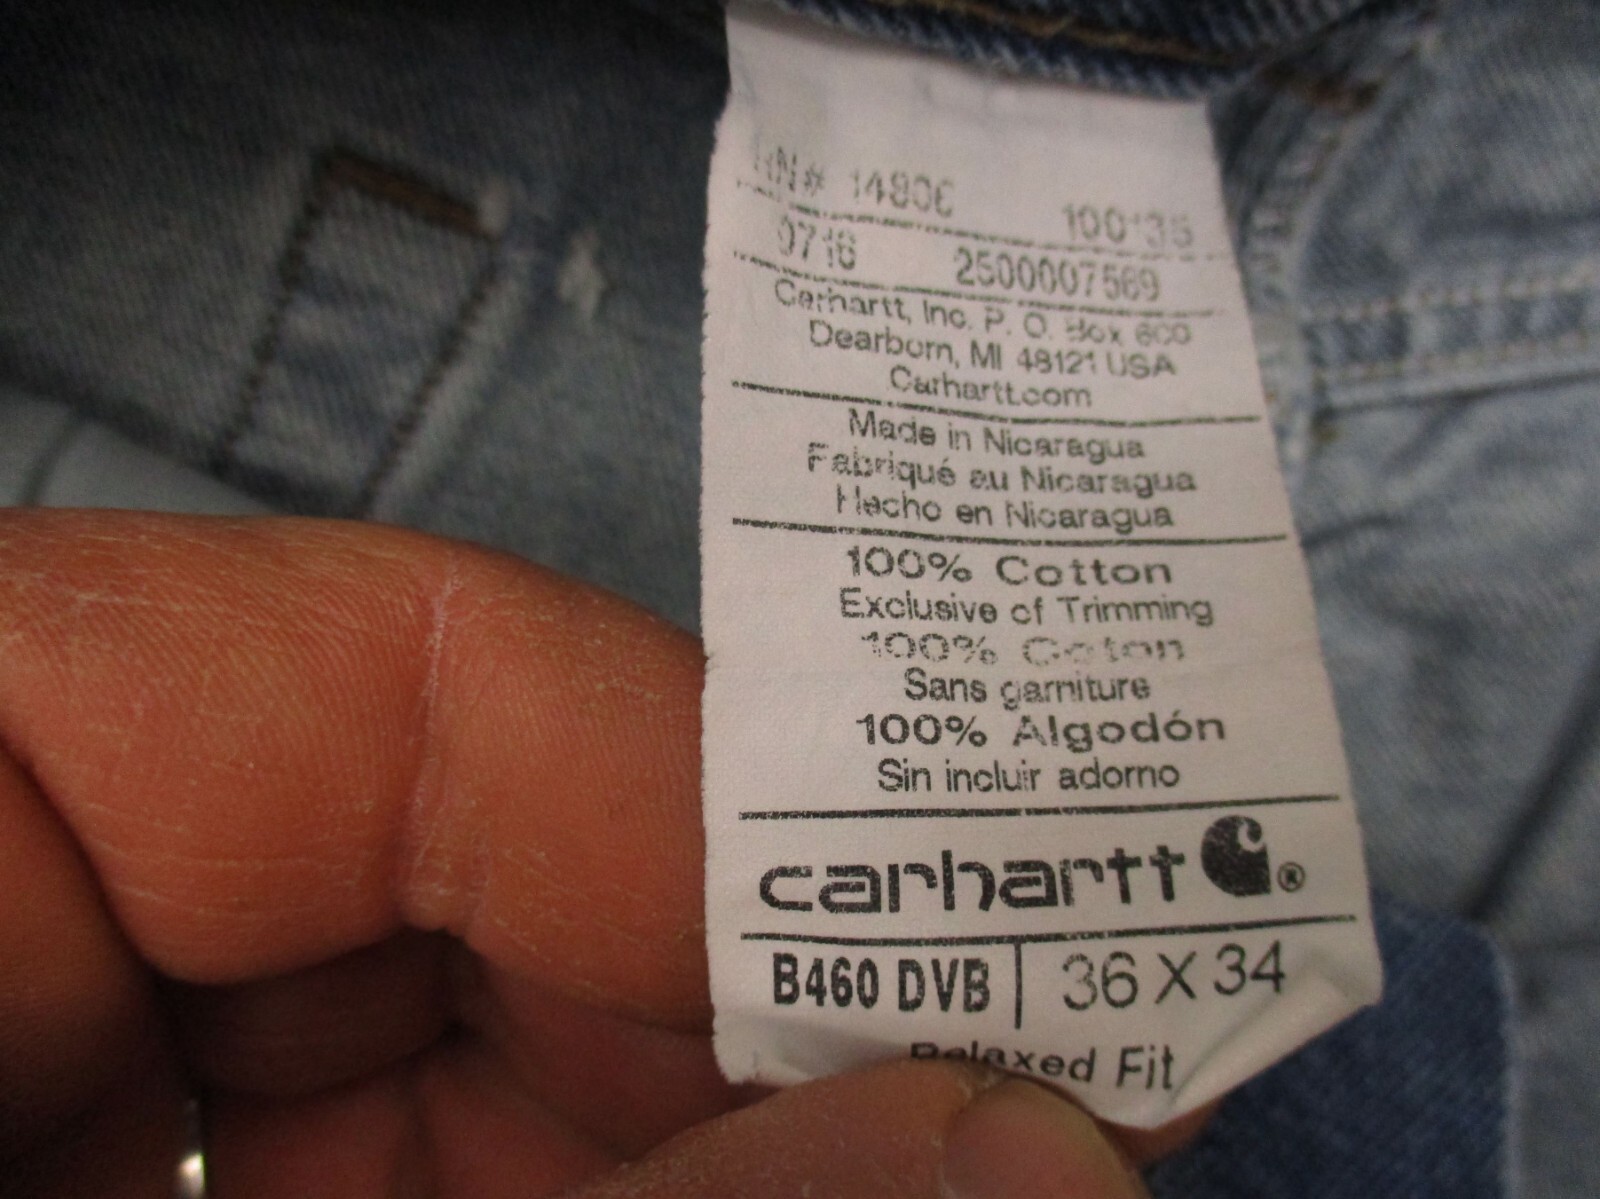 RN# 14806 100135
0716 2500007569
Carhartt, Inc. P. O. Box 600
Dearborn, MI 48121 USA
Carhartt.com
Made in Nicaragua
Fabriqué au Nicaragua
Hecho en Nicaragua
100% Cotton
Exclusive of Trimming
100% Coton
Sans garniture
100% Algodón
Sin incluir adorno
carhartt ®
B460 DVB | 36 X 34
Relaxed Fit